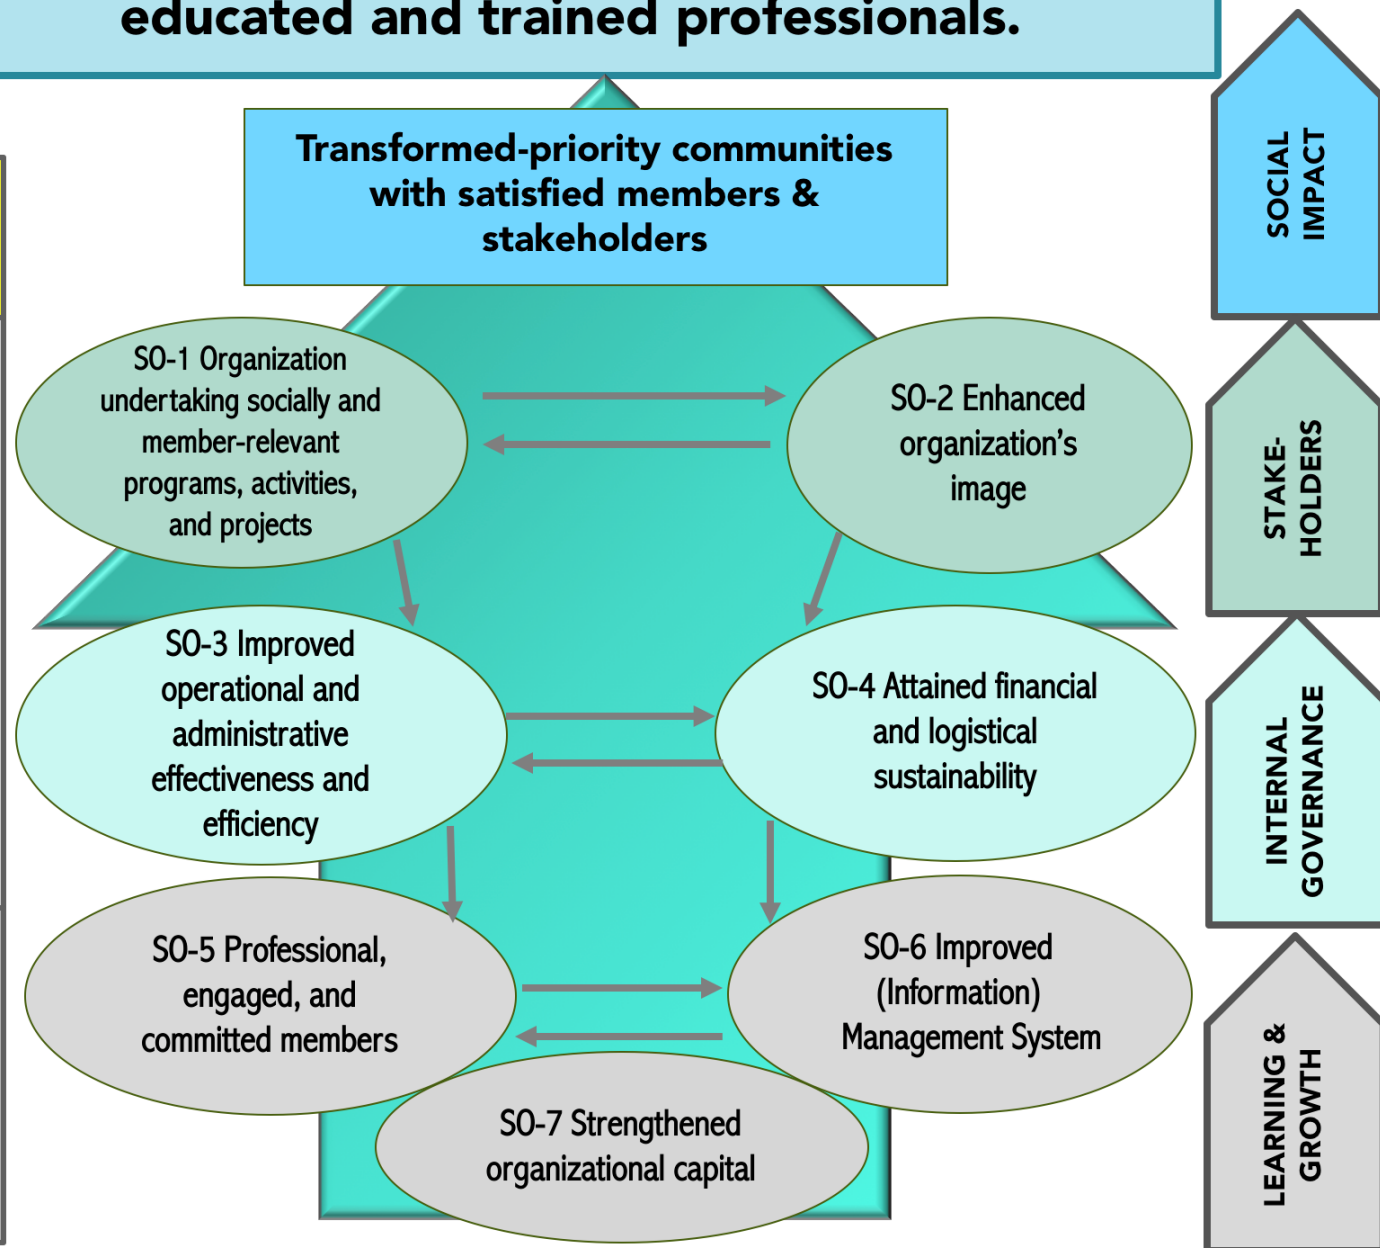 educated and trained professionals.
Transformed-priority communities
with satisfied members &
stakeholders
SOCIAL
IMPACT
SO-1 Organization
undertaking socially and
member-relevant
programs, activities,
and projects
SO-2 Enhanced
organization’s
image
STAKE-
HOLDERS
SO-3 Improved
operational and
administrative
effectiveness and
efficiency
SO-4 Attained financial
and logistical
sustainability
INTERNAL
GOVERNANCE
SO-5 Professional,
engaged, and
committed members
SO-6 Improved
(Information)
Management System
SO-7 Strengthened
organizational capital
LEARNING &
GROWTH